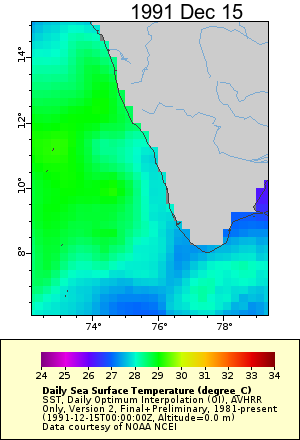 1991 Dec 15
14°
12°
10°
8°
74° 76° 78°
24 25 26 27 28 29 30 31 32 33 34
Daily Sea Surface Temperature (degree_C)
SST, Daily Optimum Interpolation (OI), AVHRR
Only, Version 2, Final+Preliminary, 1981-present
(1991-12-15T00:00:00Z, Altitude=0.0 m)
Data courtesy of NOAA NCEI